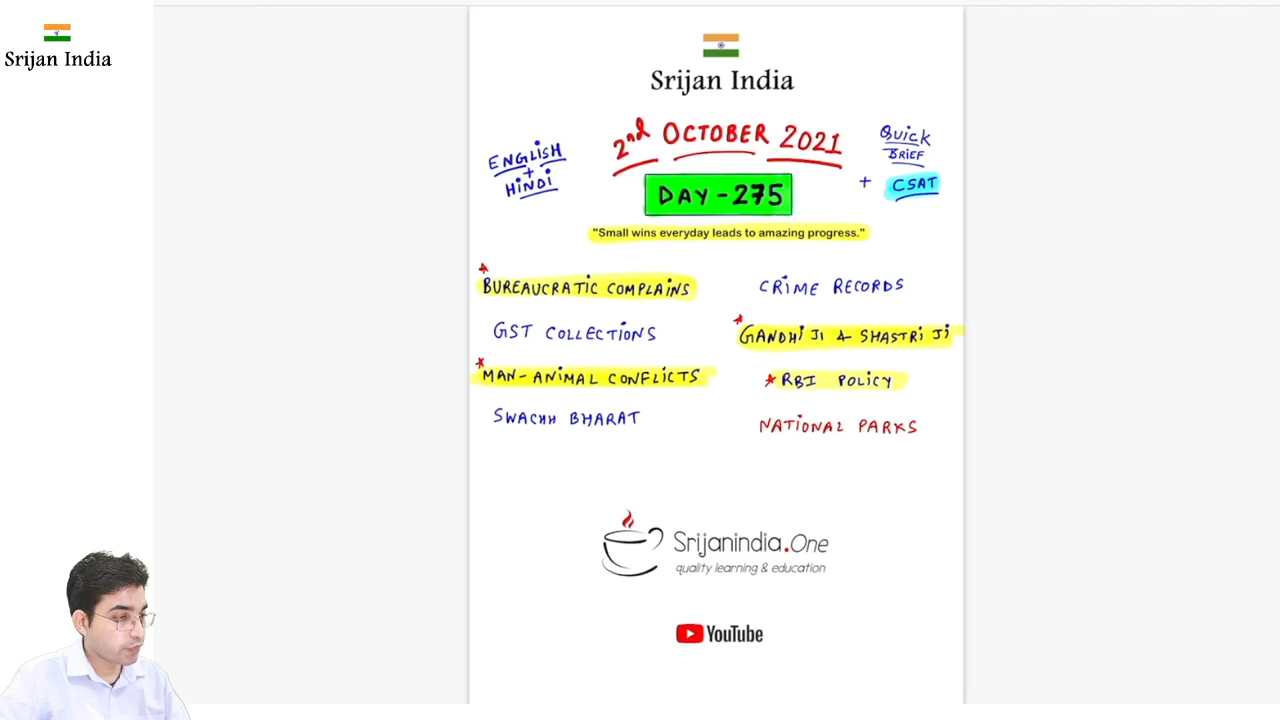 Srijan India
Srijan India
2nd OCTOBER 2021
ENGLISH
+
HINDI
QUICK
BRIEF
+ CSAT
DAY - 275
"Small wins everyday leads to amazing progress."
* BUREAUCRATIC COMPLAINS
CRIME RECORDS
GST COLLECTIONS
* GANDHI JI & SHASTRI JI
* MAN-ANIMAL CONFLICTS
* RBI POLICY
SWACHH BHARAT
NATIONAL PARKS
Srijanindia.One
quality learning & education
YouTube